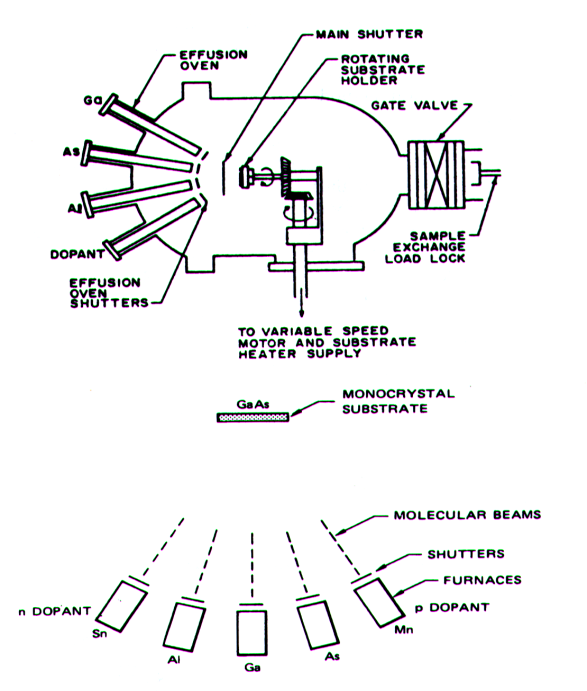 MAIN SHUTTER
EFFUSION
OVEN
ROTATING
SUBSTRATE
HOLDER
GATE VALVE
Ga
As
Al
DOPANT
EFFUSION
OVEN
SHUTTERS
SAMPLE
EXCHANGE
LOAD LOCK
TO VARIABLE SPEED
MOTOR AND SUBSTRATE
HEATER SUPPLY
GaAs
MONOCRYSTAL
SUBSTRATE
MOLECULAR BEAMS
SHUTTERS
FURNACES
n DOPANT
p DOPANT
Sn
Al
Ga
As
Mn